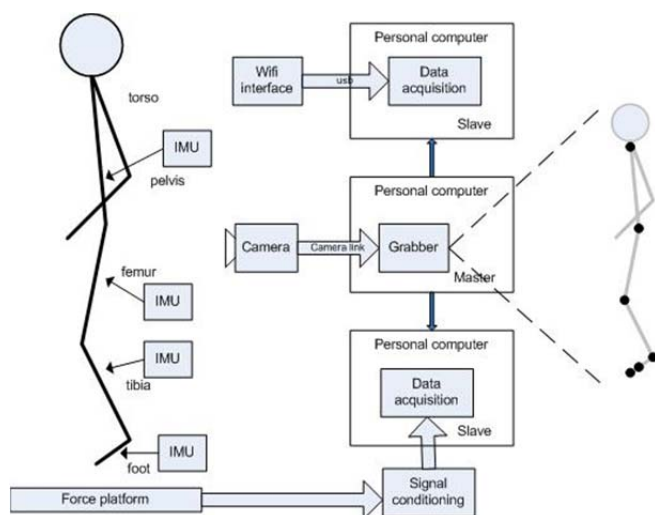 Personal computer
torso
Wifi
interface
usb
Data
acquisition
Slave
IMU
pelvis
Personal computer
Camera
Camera link
Grabber
Master
femur
IMU
Personal computer
IMU
tibia
Data
acquisition
Slave
IMU
foot
Force platform
Signal
conditioning